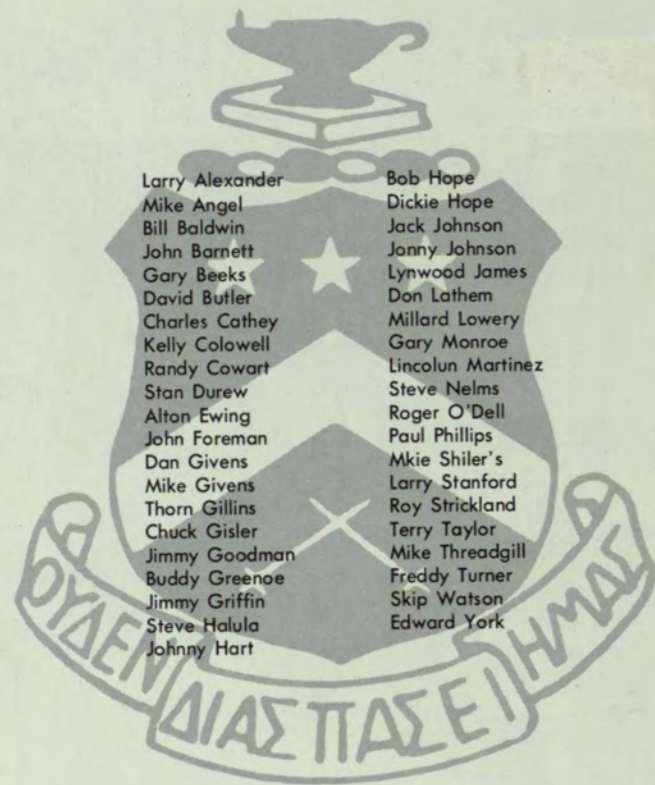 Larry Alexander
Mike Angel
Bill Baldwin
John Barnett
Gary Beeks
David Butler
Charles Cathey
Kelly Colowell
Randy Cowart
Stan Durew
Alton Ewing
John Foreman
Dan Givens
Mike Givens
Thorn Gillins
Chuck Gisler
Jimmy Goodman
Buddy Greenoe
Jimmy Griffin
Steve Halula
Johnny Hart
Bob Hope
Dickie Hope
Jack Johnson
Jonny Johnson
Lynwood James
Don Lathem
Millard Lowery
Gary Monroe
Lincolun Martinez
Steve Nelms
Roger O'Dell
Paul Phillips
Mkie Shiler's
Larry Stanford
Roy Strickland
Terry Taylor
Mike Threadgill
Freddy Turner
Skip Watson
Edward York
ΟΥΔΕΝ ΔΙΑΣΠΑΣΕΙ ΗΜΑΣ